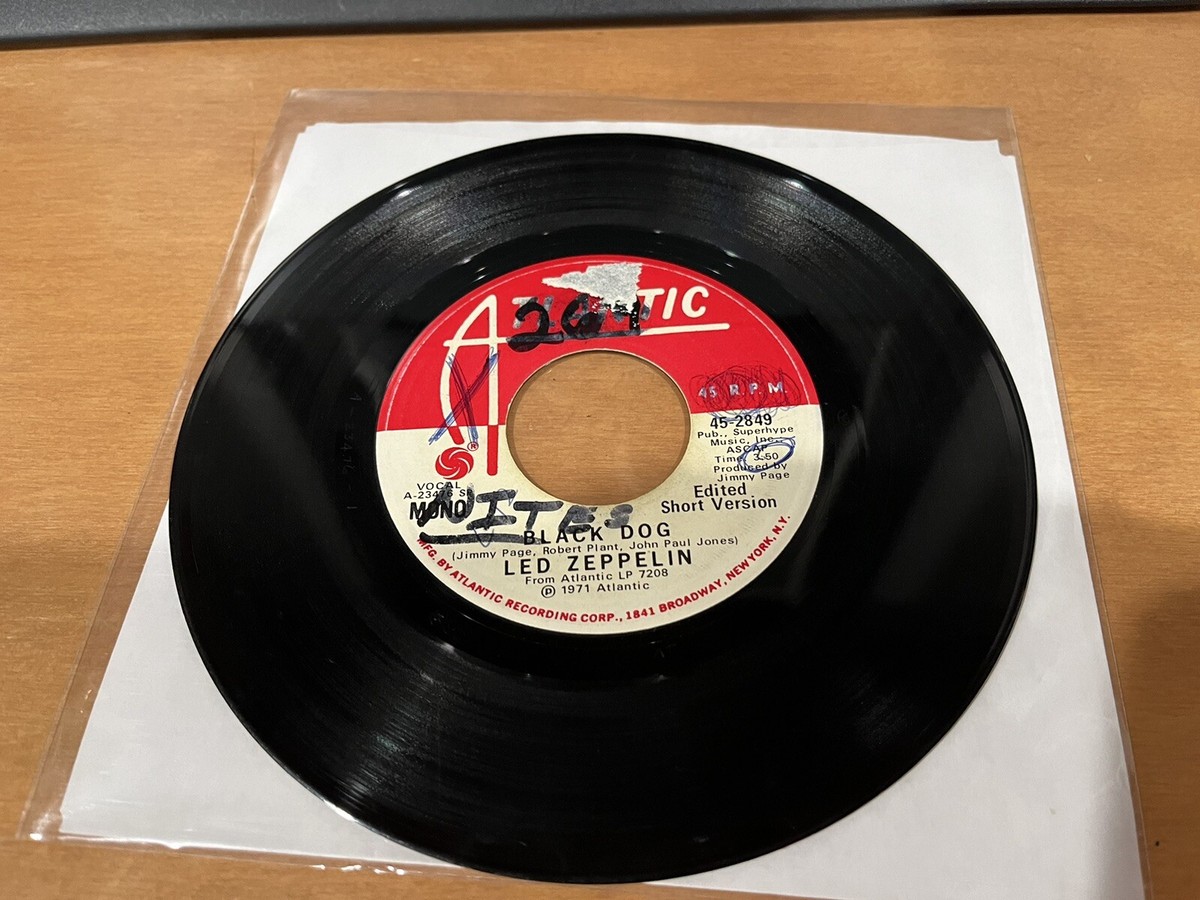 ATLANTIC
45 R.P.M.
45-2849
Pub., Superhype
Music, Inc.,
ASCAP
Time: 3:50
Produced by
Jimmy Page
®
VOCAL
MONO
Edited
Short Version
NITES
BLACK DOG
(Jimmy Page, Robert Plant, John Paul Jones)
LED ZEPPELIN
From Atlantic LP 7208
℗ 1971 Atlantic
MFG. BY ATLANTIC RECORDING CORP., 1841 BROADWAY, NEW YORK, N.Y.